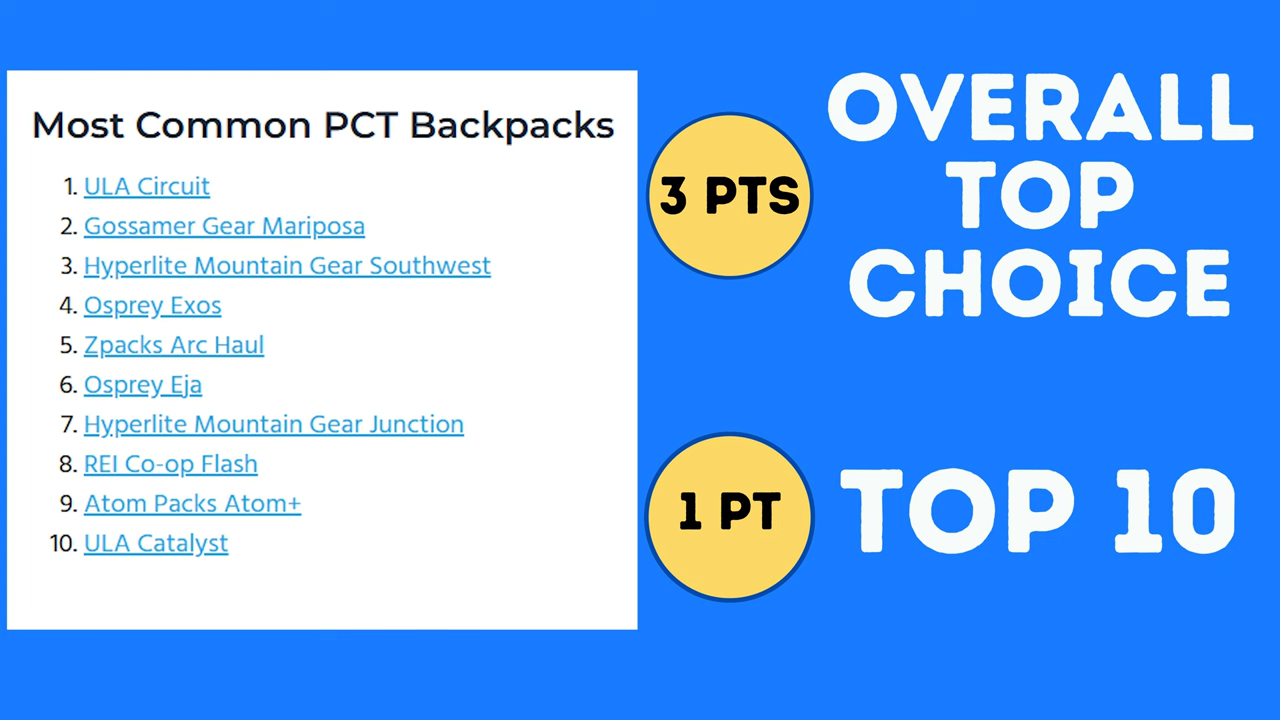 Most Common PCT Backpacks
1. ULA Circuit
2. Gossamer Gear Mariposa
3. Hyperlite Mountain Gear Southwest
4. Osprey Exos
5. Zpacks Arc Haul
6. Osprey Eja
7. Hyperlite Mountain Gear Junction
8. REI Co-op Flash
9. Atom Packs Atom+
10. ULA Catalyst
3 PTS
OVERALL
TOP
CHOICE
1 PT
TOP 10